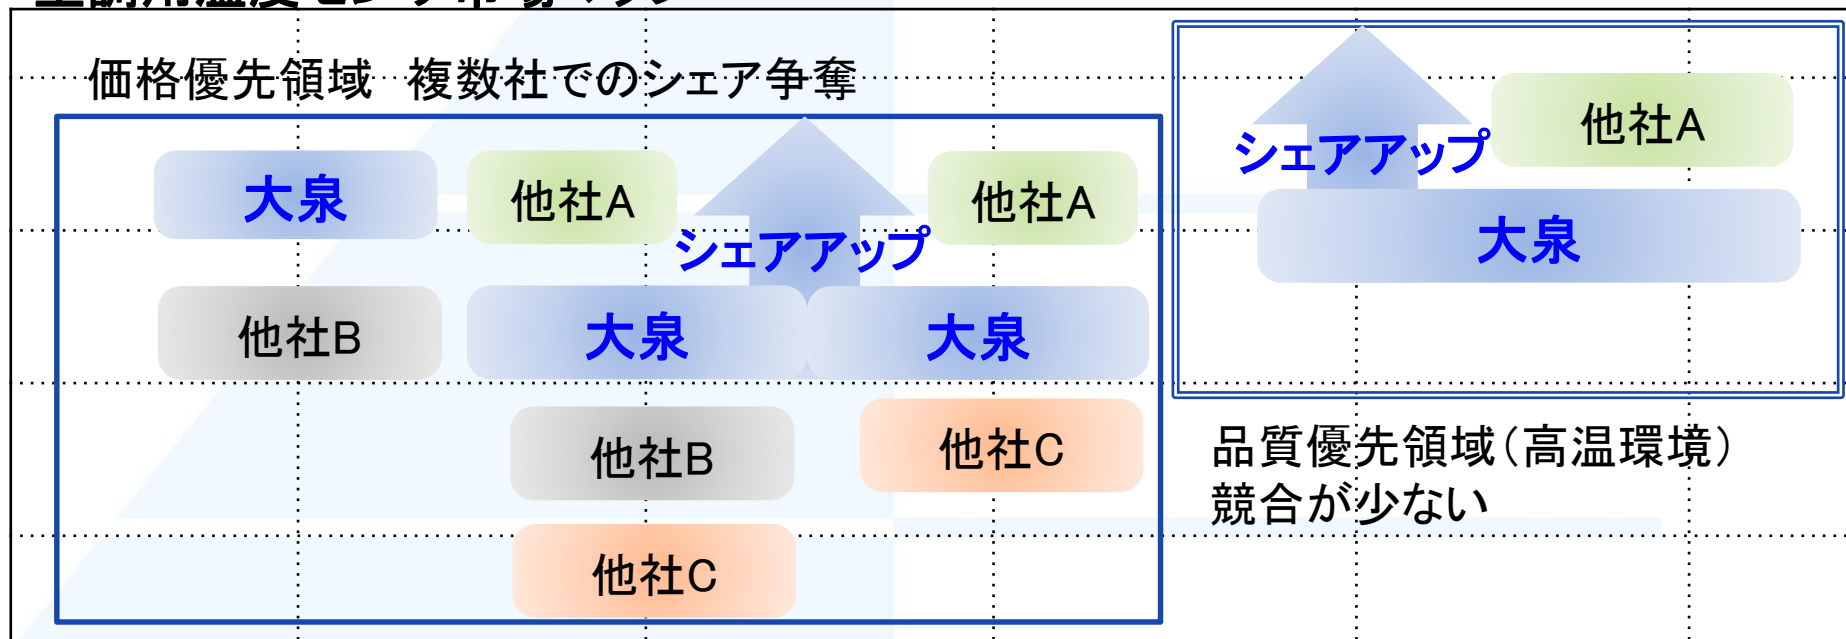 価格優先領域 複数社でのシェア争奪
大泉
他社A
他社A
シェアアップ
他社B
大泉
大泉
他社B
他社C
他社C
シェアアップ
他社A
大泉
品質優先領域(高温環境)
競合が少ない